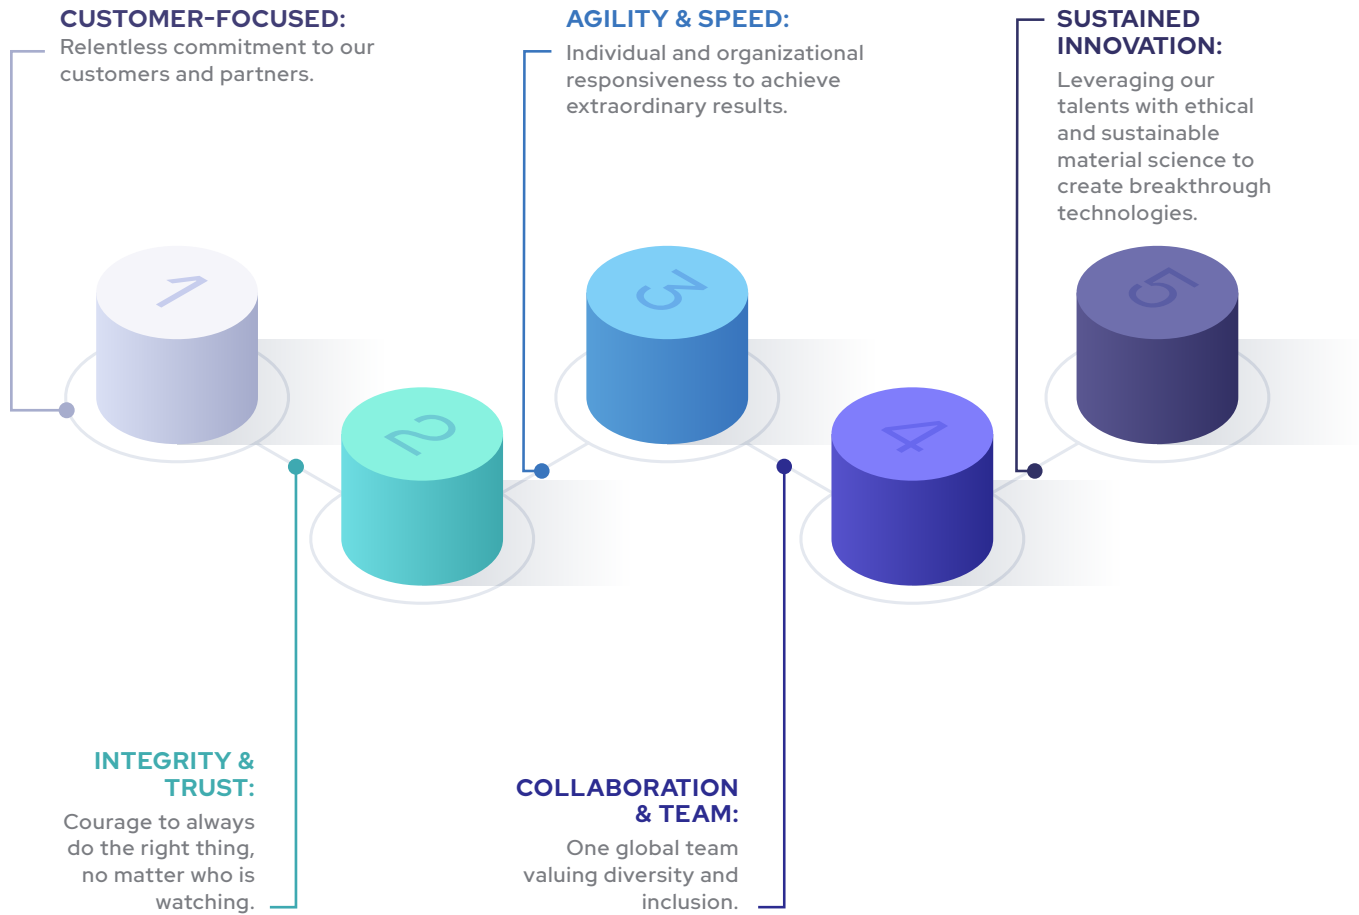 CUSTOMER-FOCUSED:
Relentless commitment to our
customers and partners.
AGILITY & SPEED:
Individual and organizational
responsiveness to achieve
extraordinary results.
SUSTAINED
INNOVATION:
Leveraging our
talents with ethical
and sustainable
material science to
create breakthrough
technologies.
1
2
3
4
5
INTEGRITY &
TRUST:
Courage to always
do the right thing,
no matter who is
watching.
COLLABORATION
& TEAM:
One global team
valuing diversity and
inclusion.